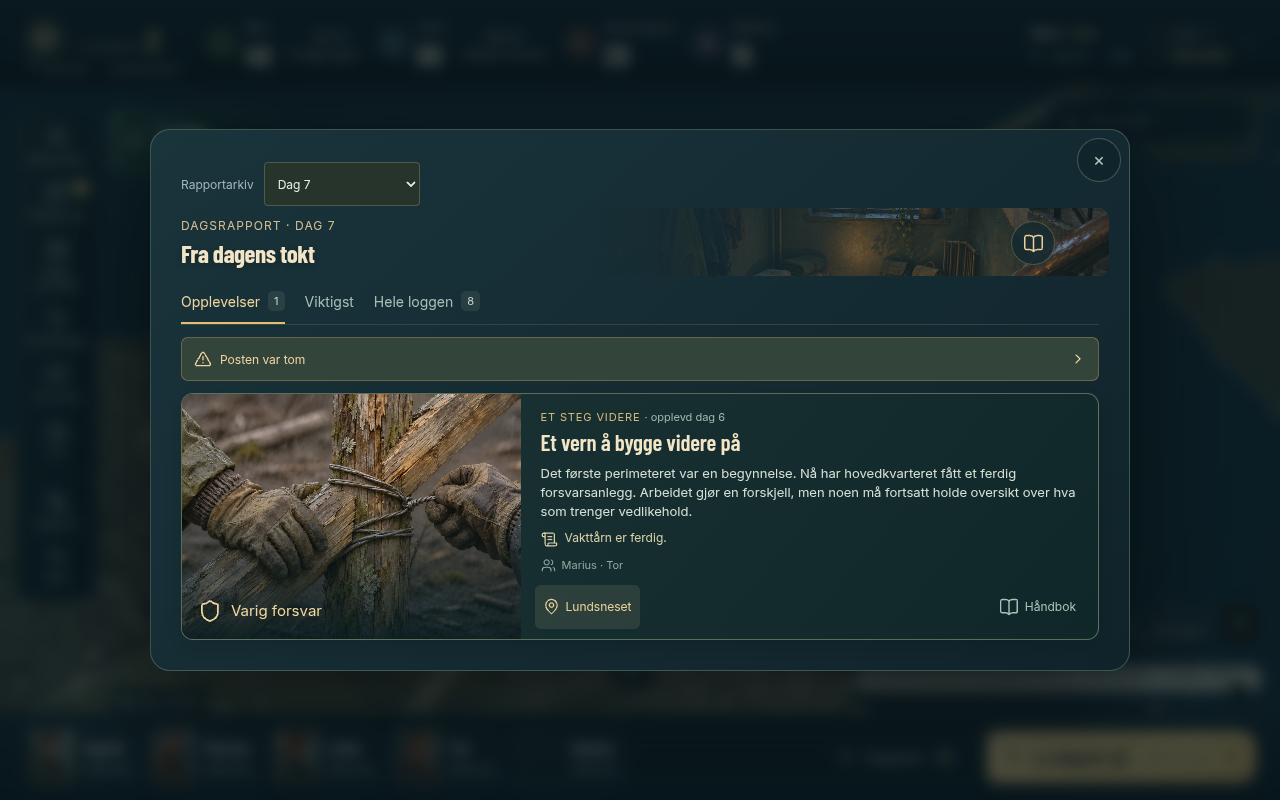 Rapportarkiv
Dag 7
DAGSRAPPORT · DAG 7
Fra dagens tokt
Opplevelser 1
Viktigst
Hele loggen 8
Posten var tom
ET STEG VIDERE · opplevd dag 6
Et vern å bygge videre på
Det første perimeteret var en begynnelse. Nå har hovedkvarteret fått et ferdig
forsvarsanlegg. Arbeidet gjør en forskjell, men noen må fortsatt holde oversikt over hva
som trenger vedlikehold.
Vakttårn er ferdig.
Marius · Tor
Varig forsvar
Lundsneset
Håndbok